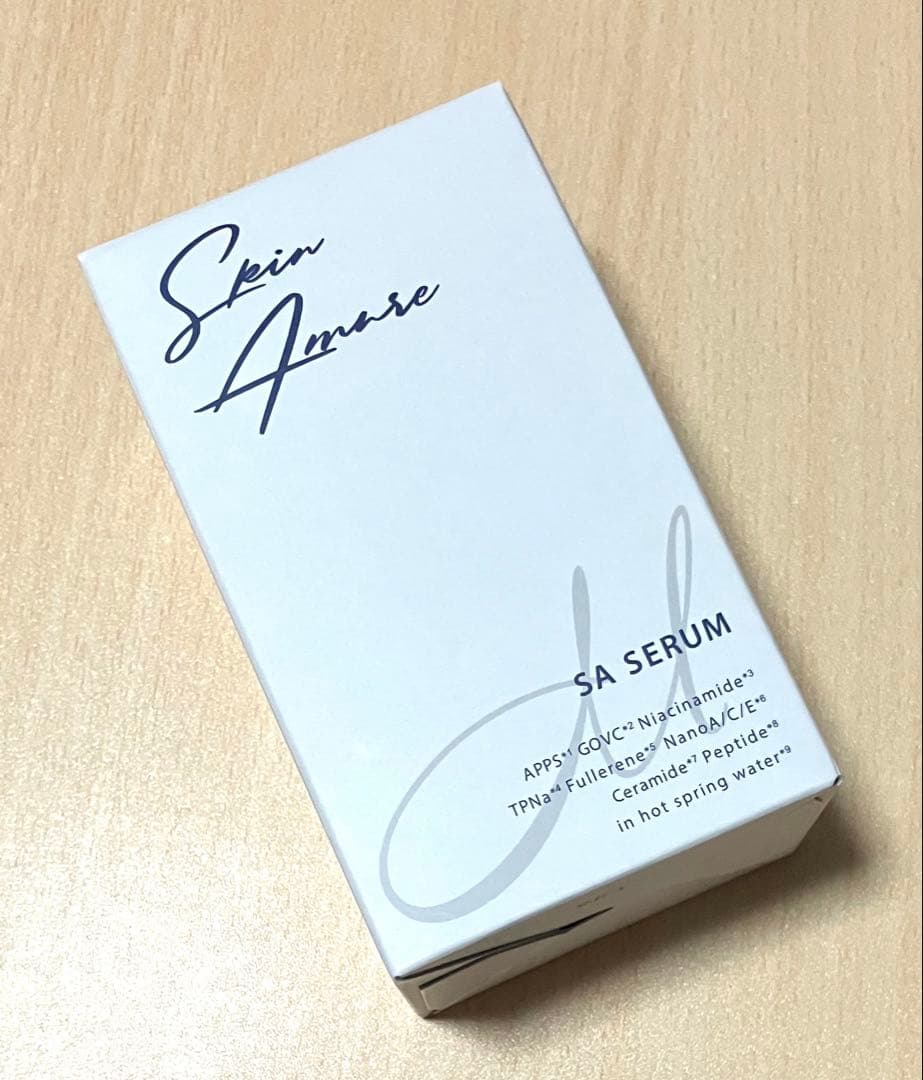 Skin
Amure
SA SERUM
APPS*1 GOVC*2 Niacinamide*3
TPNa*4 Fullerene*5 NanoA/C/E*6
Ceramide*7 Peptide*8
in hot spring water*9